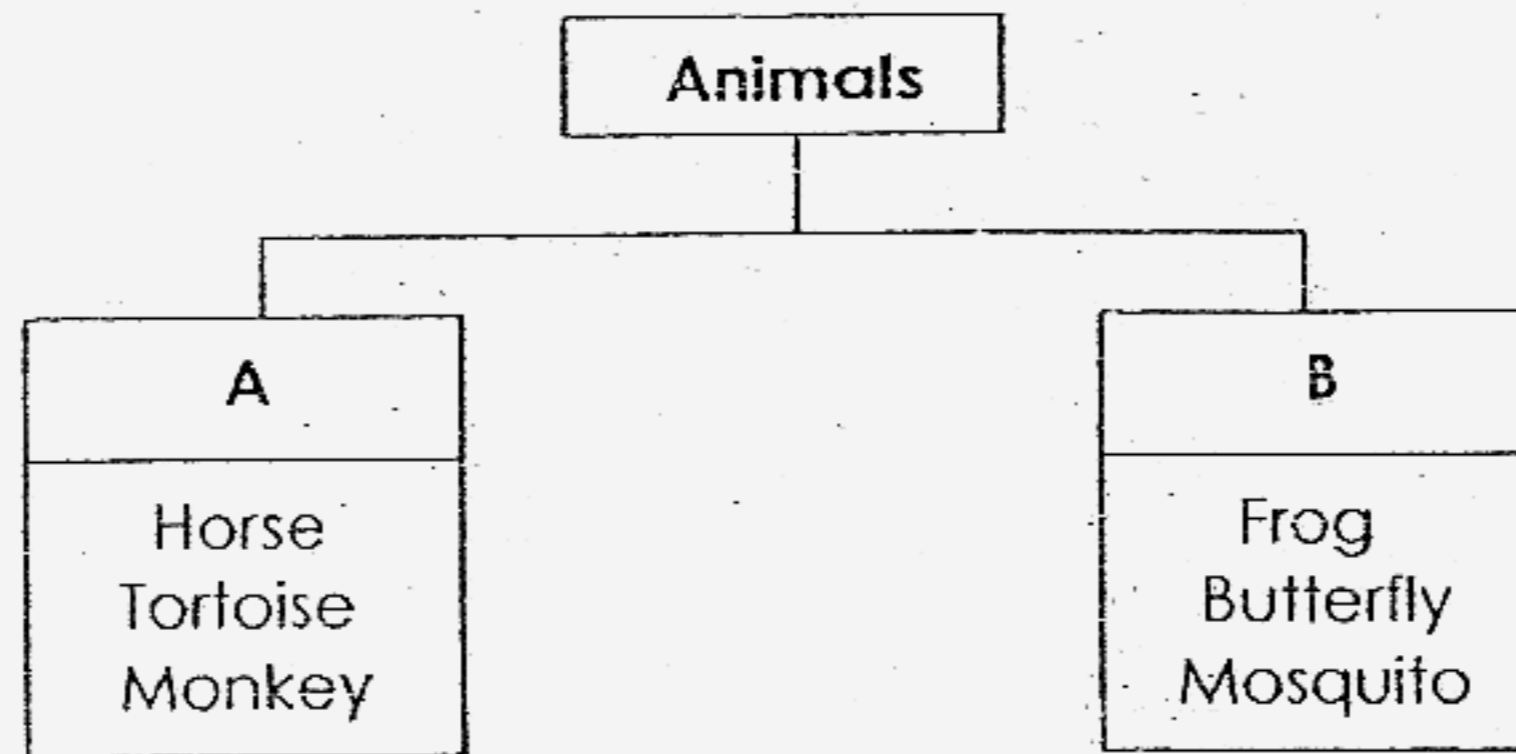 Animals
A
B
Horse
Tortoise
Monkey
Frog
Butterfly
Mosquito